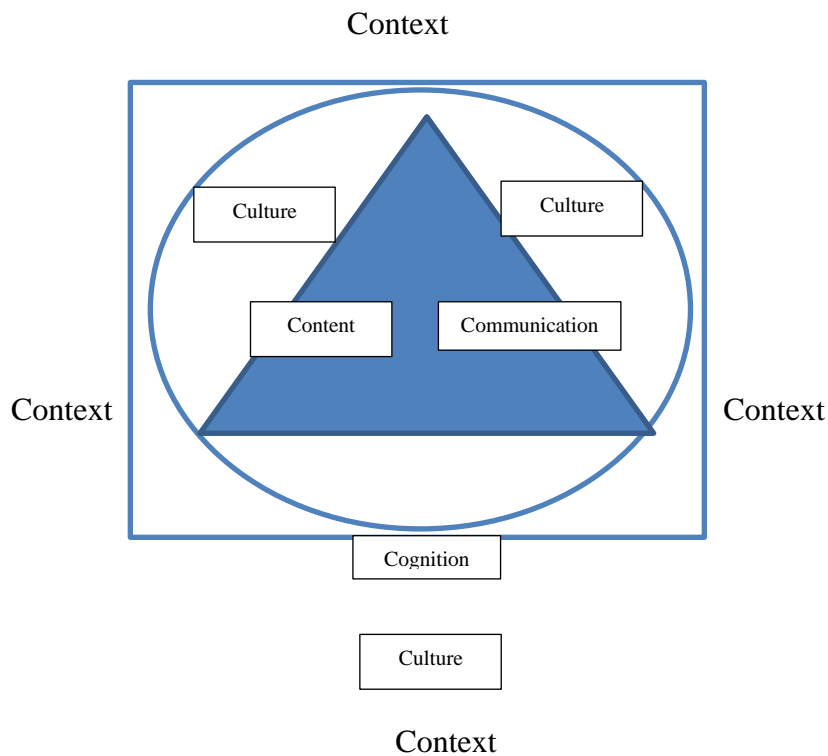 Context
Culture
Culture
Content
Communication
Context
Context
Cognition
Culture
Context